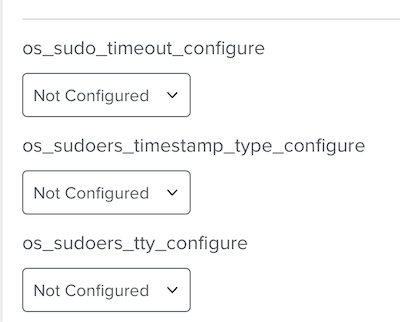 os_sudo_timeout_configure
Not Configured
os_sudoers_timestamp_type_configure
Not Configured
os_sudoers_tty_configure
Not Configured